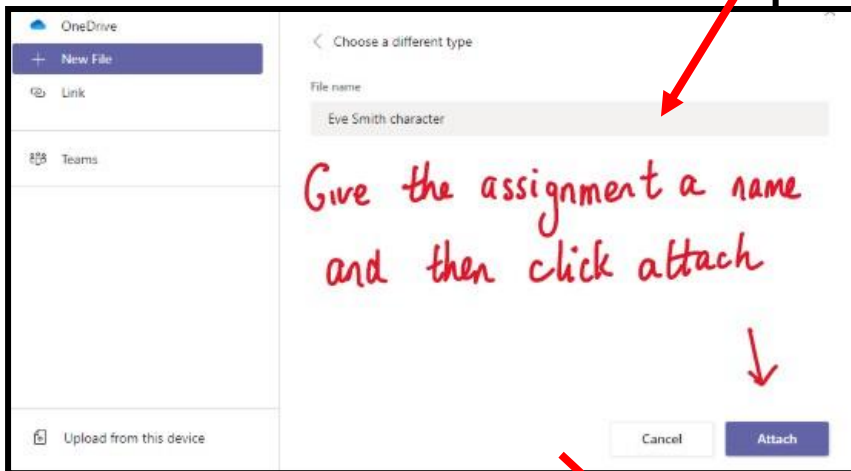 OneDrive
New File
Link
Teams
Upload from this device
Choose a different type
File name
Eve Smith character
Give the assignment a name
and then click attach
Cancel Attach